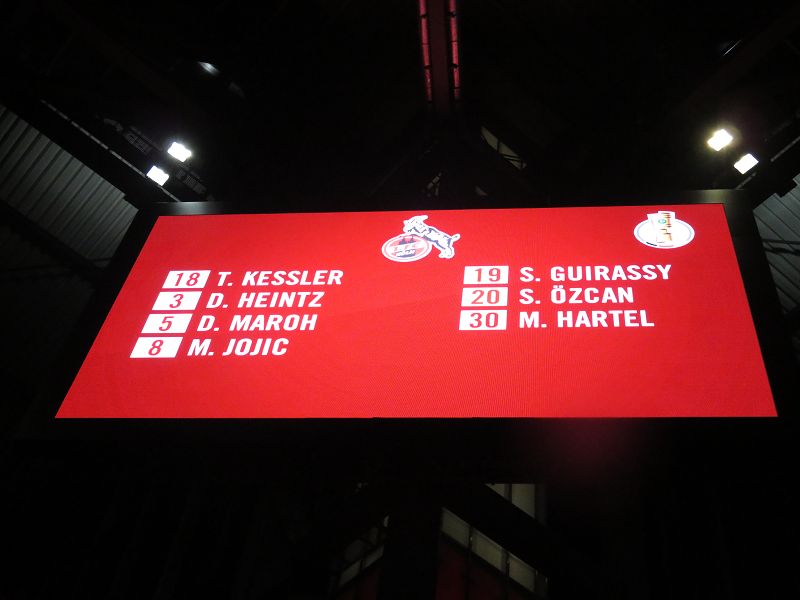 18 T. KESSLER
3 D. HEINTZ
5 D. MAROH
8 M. JOJIC
19 S. GUIRASSY
20 S. ÖZCAN
30 M. HARTEL